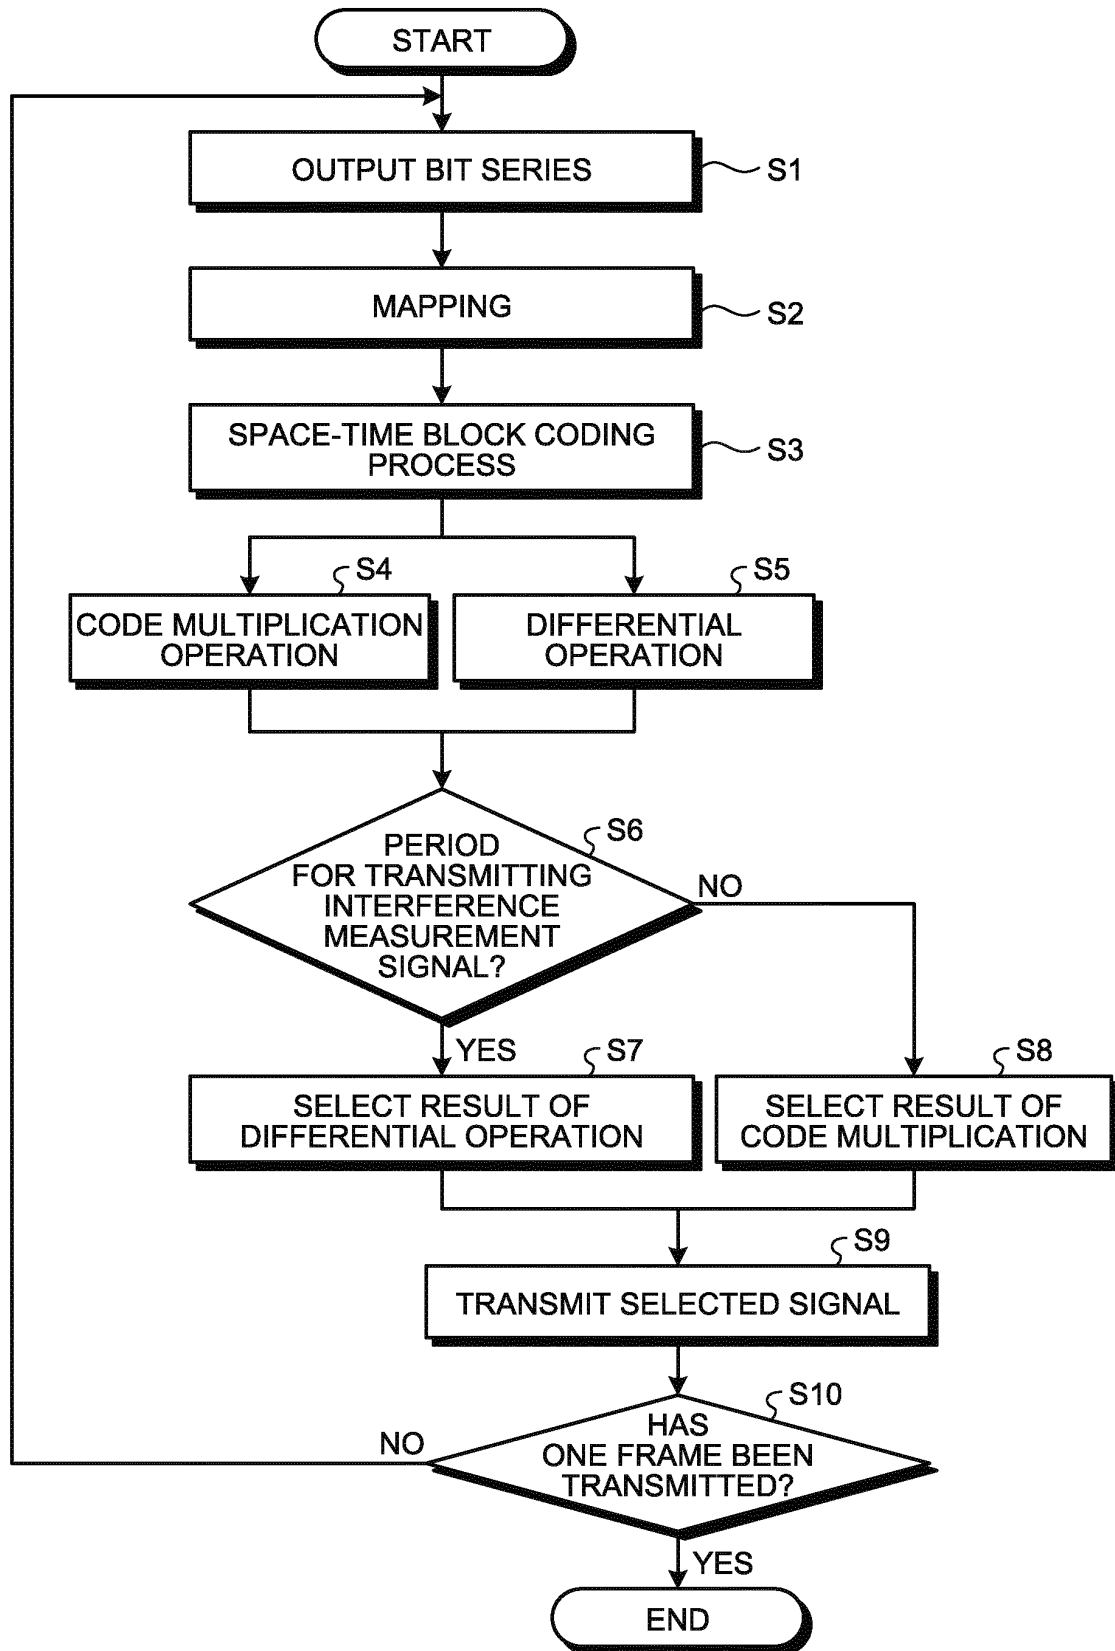 START
OUTPUT BIT SERIES
S1
MAPPING
S2
SPACE-TIME BLOCK CODING
PROCESS
S3
S4
CODE MULTIPLICATION
OPERATION
S5
DIFFERENTIAL
OPERATION
S6
PERIOD
FOR TRANSMITTING
INTERFERENCE
MEASUREMENT
SIGNAL?
NO
YES
S7
SELECT RESULT OF
DIFFERENTIAL OPERATION
S8
SELECT RESULT OF
CODE MULTIPLICATION
S9
TRANSMIT SELECTED SIGNAL
S10
HAS
ONE FRAME BEEN
TRANSMITTED?
NO
YES
END